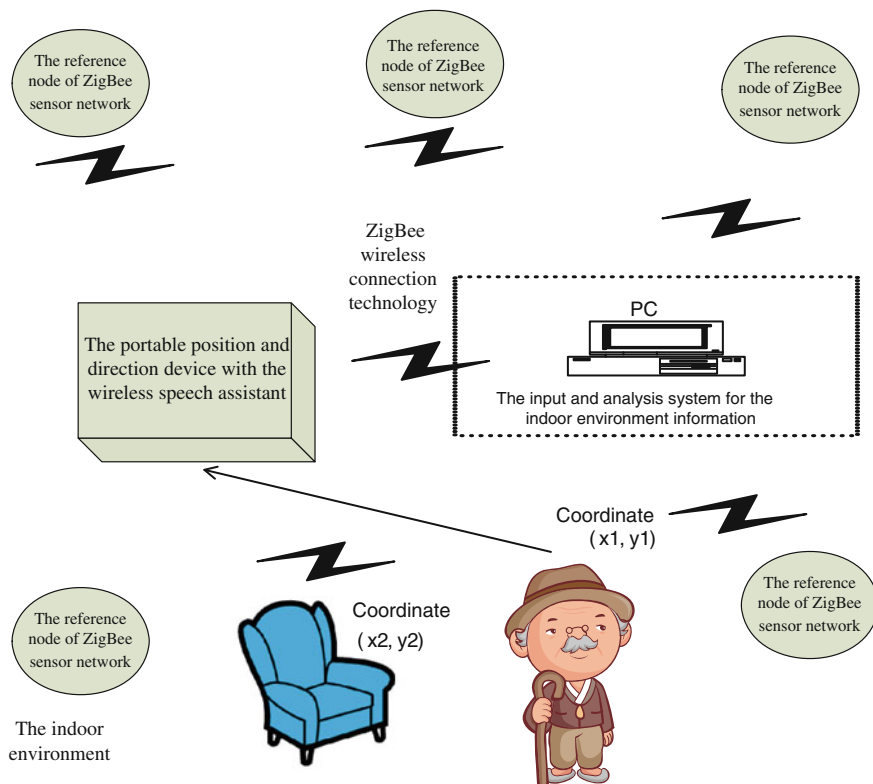 The reference
node of ZigBee
sensor network
The reference
node of ZigBee
sensor network
The reference
node of ZigBee
sensor network
ZigBee
wireless
connection
technology
The portable position and
direction device with the
wireless speech assistant
PC
The input and analysis system for the
indoor environment information
Coordinate
(x1, y1)
The reference
node of ZigBee
sensor network
Coordinate
(x2, y2)
The reference
node of ZigBee
sensor network
The indoor
environment